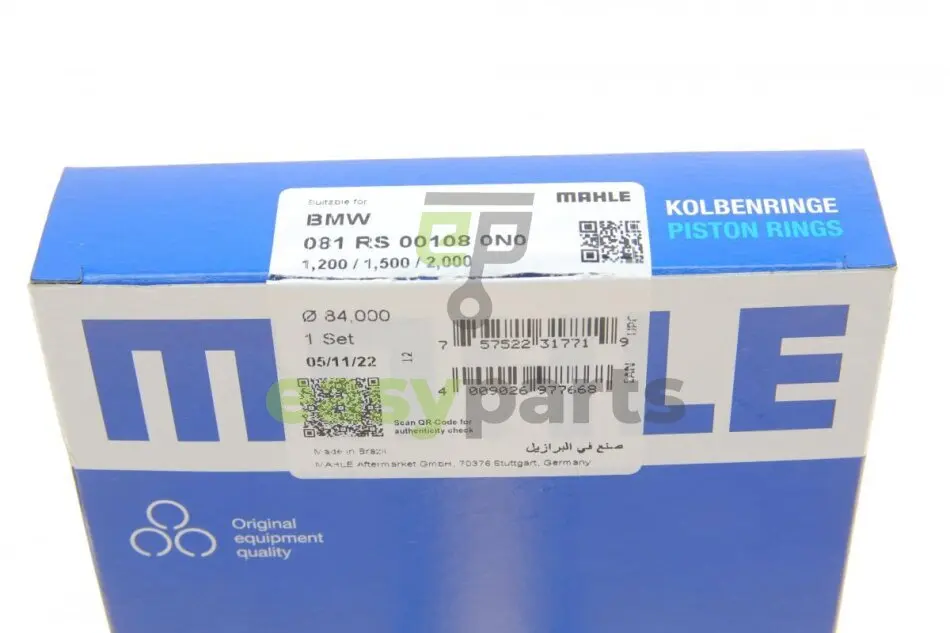 Suitable for
MAHLE
BMW
081 RS 00108 0N0
1,200 / 1,500 / 2,000
KOLBENRINGE
PISTON RINGS
Ø 84,000
1 Set
05/11/22
12
7 57522 31771 9
UPC
4 009026 977668
EAN
Scan QR-Code for
authenticity check
Made in Brazil
صنع في البرازيل
MAHLE Aftermarket GmbH, 70376 Stuttgart, Germany
MAHLE
easyparts
Original
equipment
quality